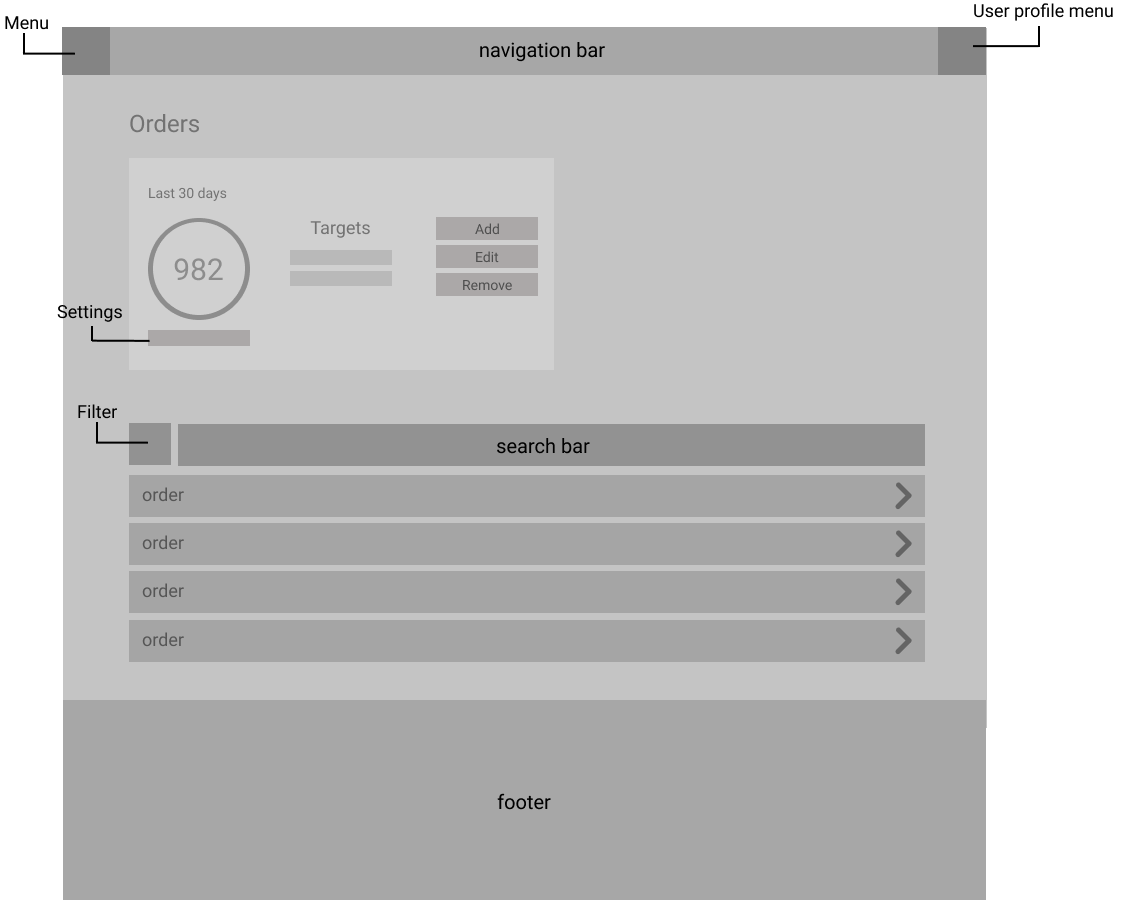 Menu
User profile menu
navigation bar
Orders
Last 30 days
982
Targets
Add
Edit
Remove
Settings
Filter
search bar
order
order
order
order
footer